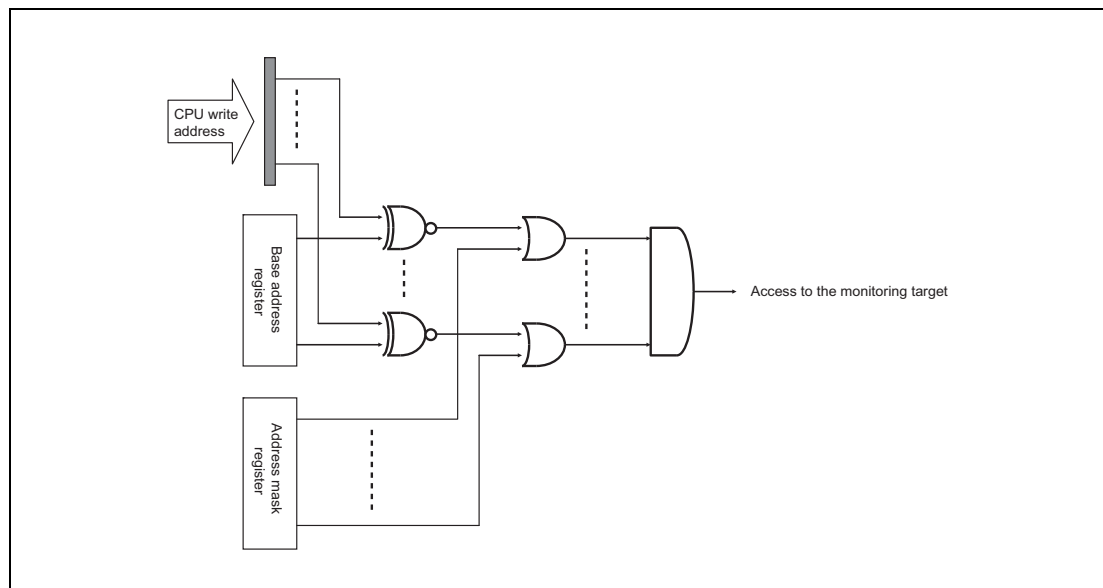 CPU write
address
Base address
register
Access to the monitoring target
Address mask
register